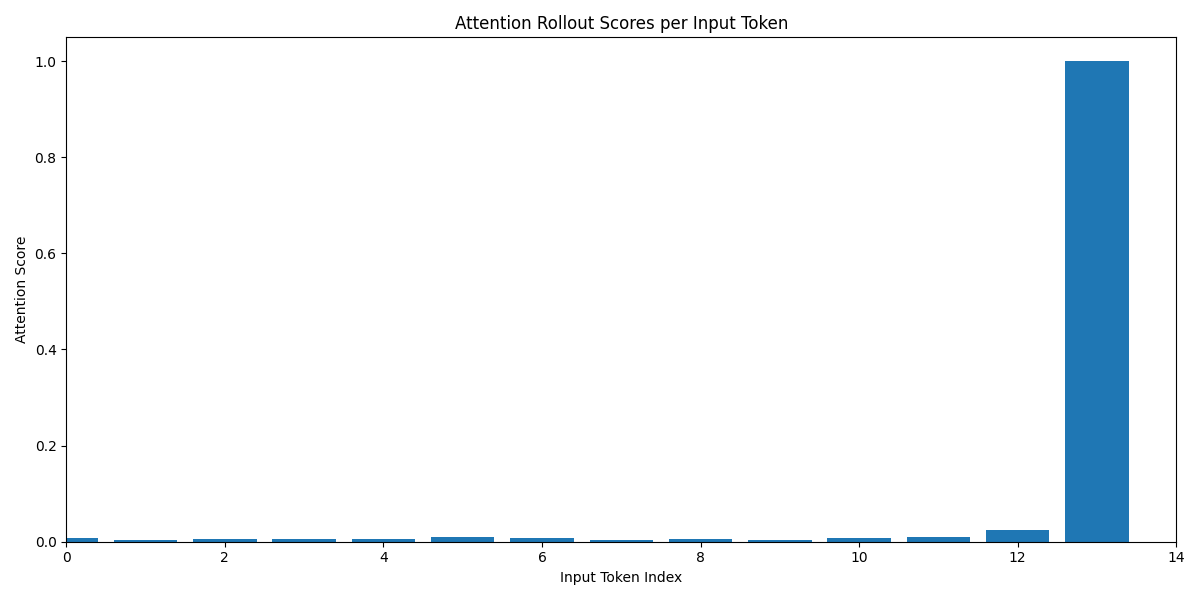 Attention Rollout Scores per Input Token
1.0
0.8
0.6
0.4
0.2
0.0
Attention Score
0 2 4 6 8 10 12 14
Input Token Index